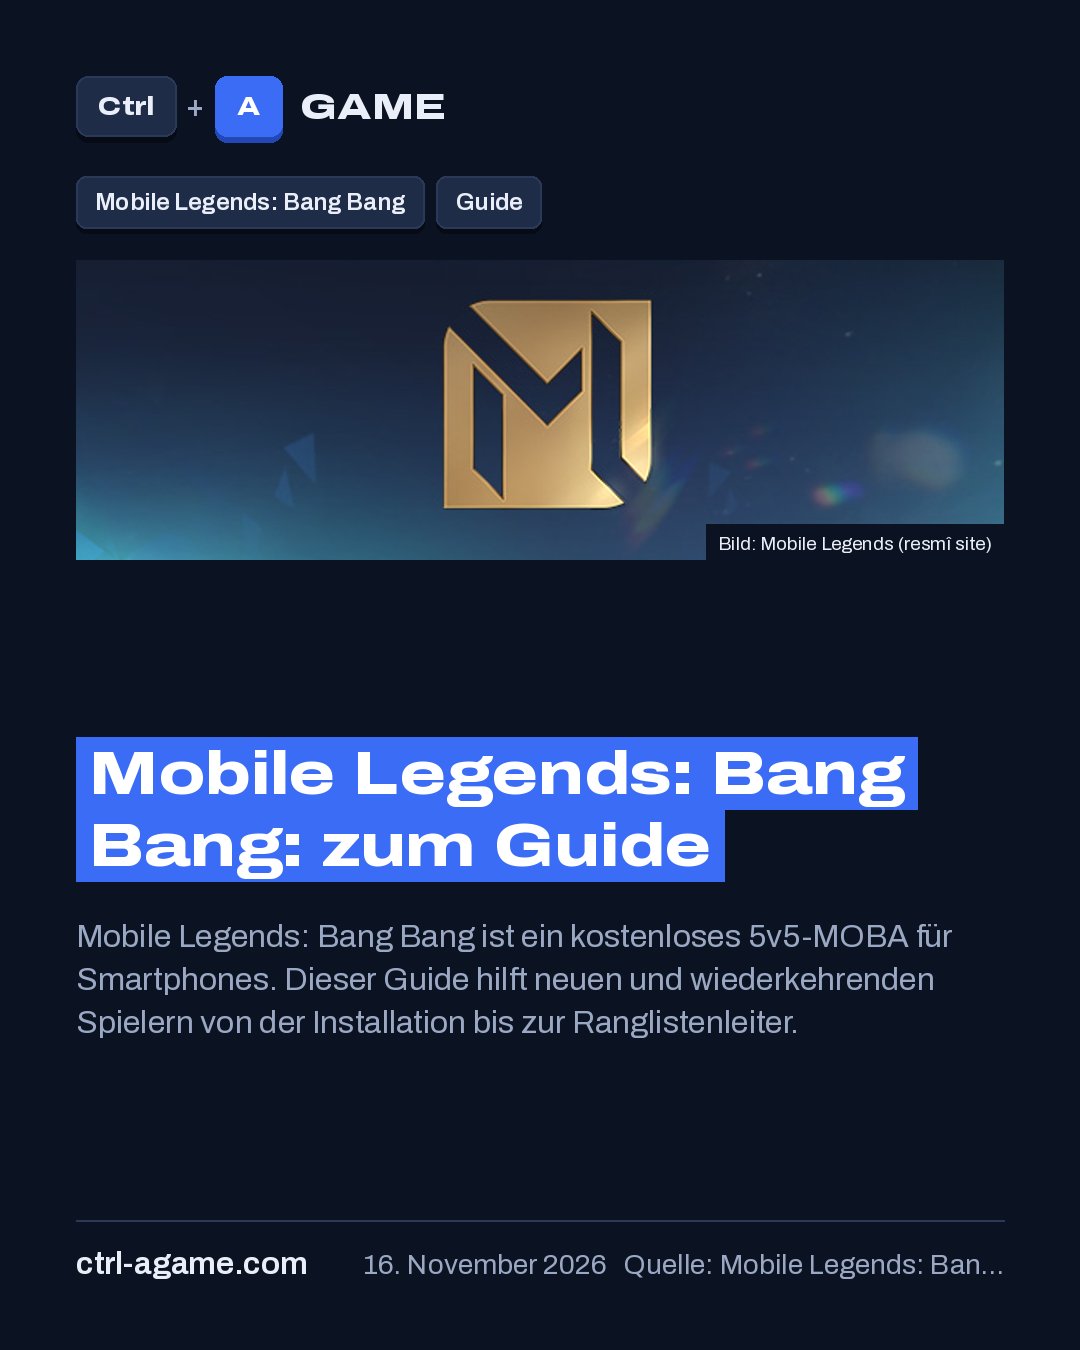 Ctrl + A GAME
Mobile Legends: Bang Bang Guide
Bild: Mobile Legends (resmî site)
Mobile Legends: Bang
Bang: zum Guide
Mobile Legends: Bang Bang ist ein kostenloses 5v5-MOBA für
Smartphones. Dieser Guide hilft neuen und wiederkehrenden
Spielern von der Installation bis zur Ranglistenleiter.
ctrl-agame.com 16. November 2026 Quelle: Mobile Legends: Ban...